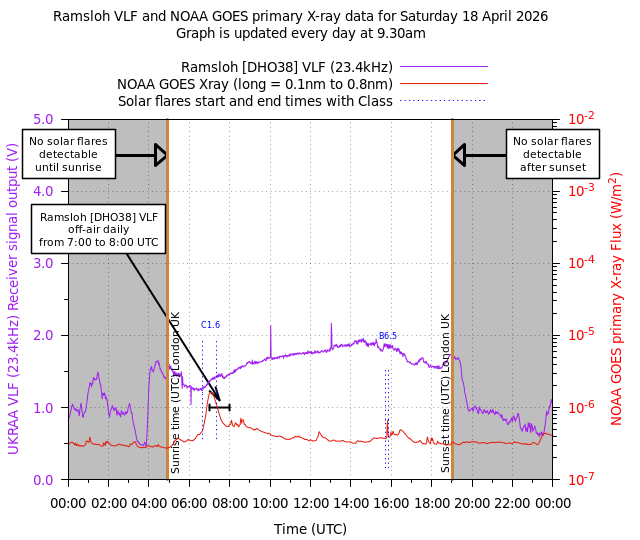 Ramsloh VLF and NOAA GOES primary X-ray data for Saturday 18 April 2026
Graph is updated every day at 9.30am
Ramsloh [DHO38] VLF (23.4kHz)
NOAA GOES Xray (long = 0.1nm to 0.8nm)
Solar flares start and end times with Class
5.0
4.0
3.0
2.0
1.0
0.0
10-2
10-3
10-4
10-5
10-6
10-7
UKRAA VLF (23.4kHz) Receiver signal output (V)
NOAA GOES primary X-ray Flux (W/m2)
No solar flares
detectable
until sunrise
No solar flares
detectable
after sunset
Ramsloh [DHO38] VLF
off-air daily
from 7:00 to 8:00 UTC
C1.6
B6.5
Sunrise time (UTC) London UK
Sunset time (UTC) London UK
00:00 02:00 04:00 06:00 08:00 10:00 12:00 14:00 16:00 18:00 20:00 22:00 00:00
Time (UTC)